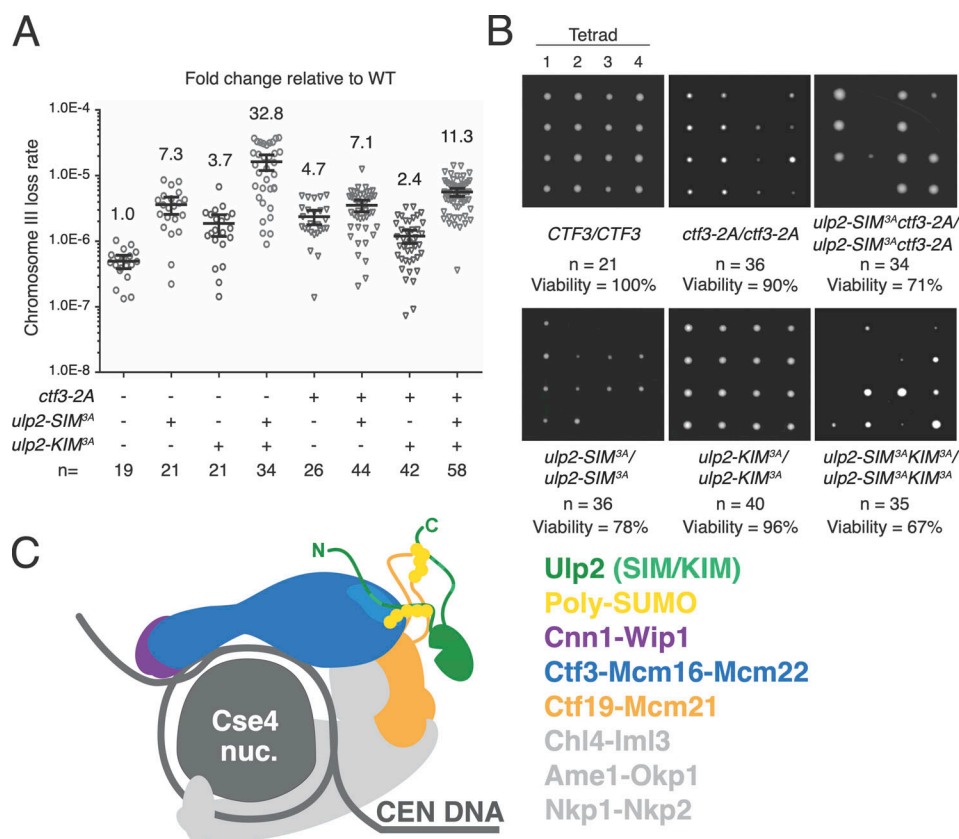 A
Fold change relative to WT
Chromosome III loss rate
1.0E-4
1.0E-5
1.0E-6
1.0E-7
1.0E-8
1.0
7.3
3.7
32.8
4.7
7.1
2.4
11.3
ctf3-2A - - - - + + + +
ulp2-SIM³ᴬ - + - + - + - +
ulp2-KIM³ᴬ - - + + - - + +
n= 19 21 21 34 26 44 42 58
B
Tetrad
1 2 3 4
CTF3/CTF3
n = 21
Viability = 100%
ctf3-2A/ctf3-2A
n = 36
Viability = 90%
ulp2-SIM³ᴬctf3-2A/
ulp2-SIM³ᴬctf3-2A
n = 34
Viability = 71%
ulp2-SIM³ᴬ/
ulp2-SIM³ᴬ
n = 36
Viability = 78%
ulp2-KIM³ᴬ/
ulp2-KIM³ᴬ
n = 40
Viability = 96%
ulp2-SIM³ᴬKIM³ᴬ/
ulp2-SIM³ᴬKIM³ᴬ
n = 35
Viability = 67%
C
N
C
Cse4
nuc.
CEN DNA
Ulp2 (SIM/KIM)
Poly-SUMO
Cnn1-Wip1
Ctf3-Mcm16-Mcm22
Ctf19-Mcm21
Chl4-Iml3
Ame1-Okp1
Nkp1-Nkp2